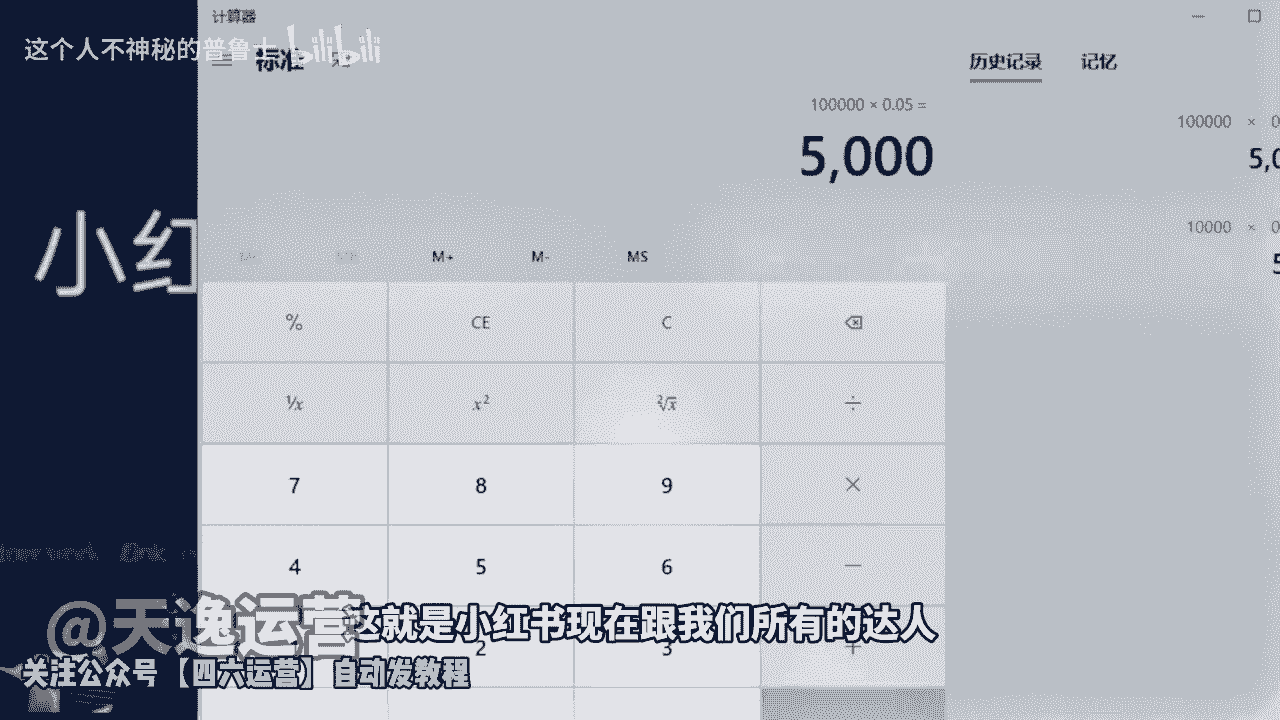 计算器
这个人不神秘的普鲁士 bilibili
标准
历史记录 记忆
100000 × 0.05 =
5,000
100000 × 0
5,0
10000 × 0
5
小红
M+ M- MS
% CE C
¹/x x² ²√x ÷
7 8 9 ×
4 5 6 −
2 3 +
这就是小红书现在跟我们所有的达人
@天逸运营
关注公众号【四六运营】自动发教程